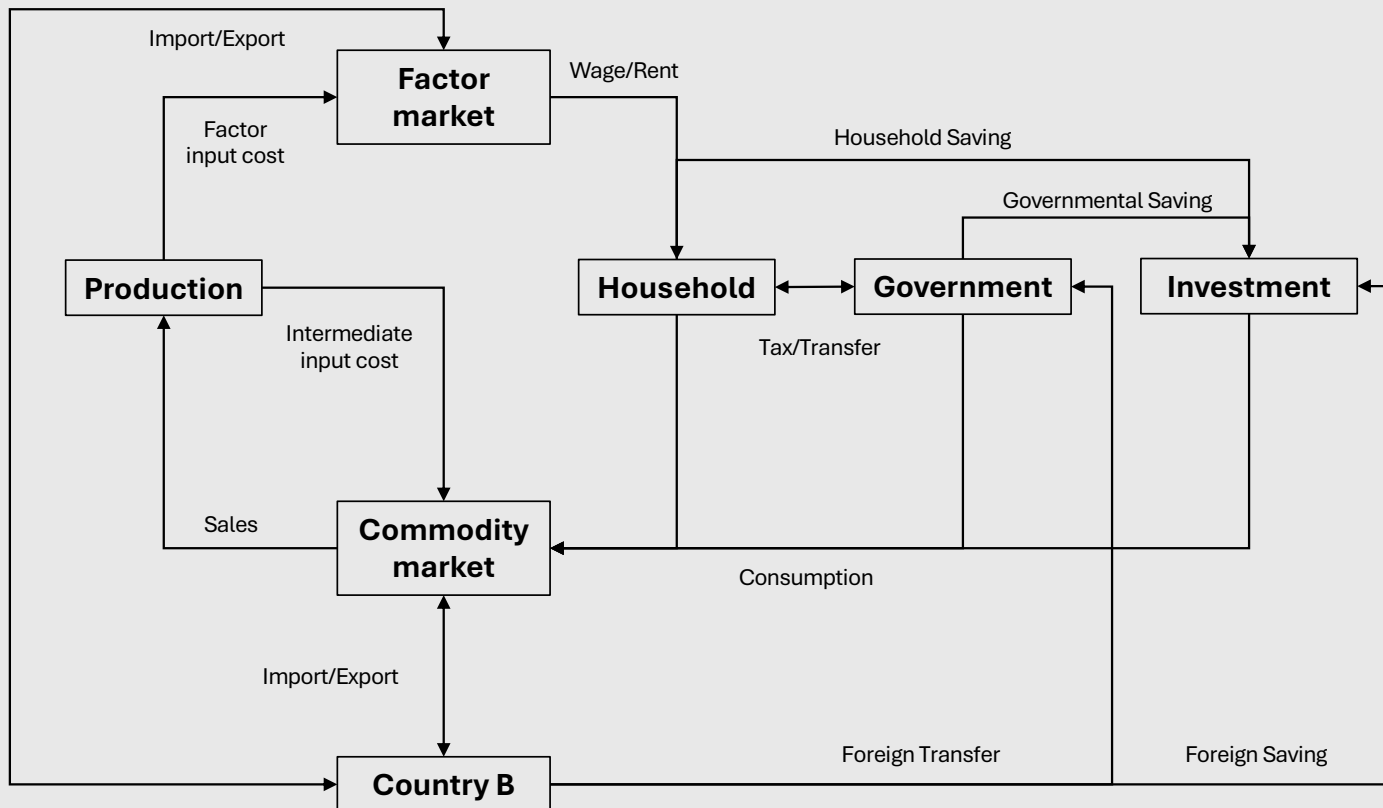 Import/Export
Factor
market
Wage/Rent
Factor
input cost
Household Saving
Governmental Saving
Production
Household
Government
Investment
Intermediate
input cost
Tax/Transfer
Sales
Commodity
market
Consumption
Import/Export
Foreign Transfer
Foreign Saving
Country B